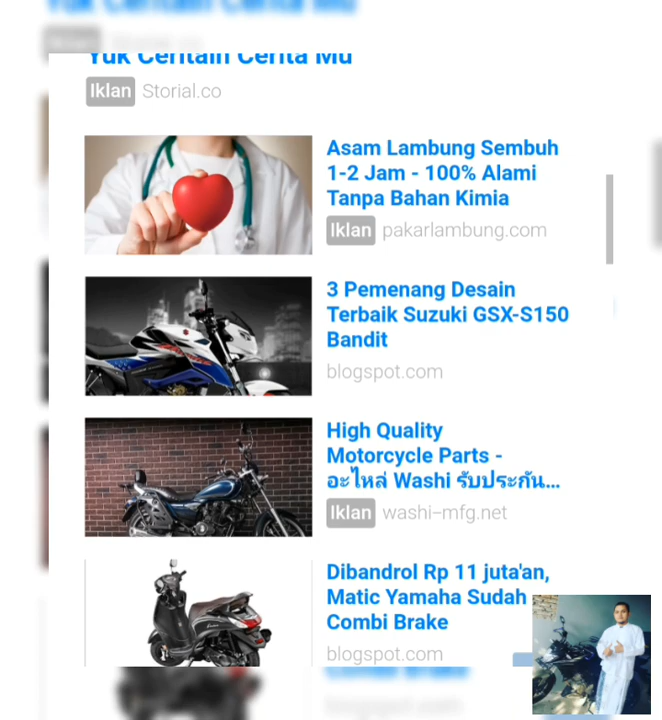 Yuk Ceritain Cerita Mu
Iklan Storial.co
Asam Lambung Sembuh
1-2 Jam - 100% Alami
Tanpa Bahan Kimia
Iklan pakarlambung.com
3 Pemenang Desain
Terbaik Suzuki GSX-S150
Bandit
blogspot.com
High Quality
Motorcycle Parts -
อะไหล่ Washi รับประกัน...
Iklan washi-mfg.net
Dibandrol Rp 11 juta'an,
Matic Yamaha Sudah
Combi Brake
blogspot.com